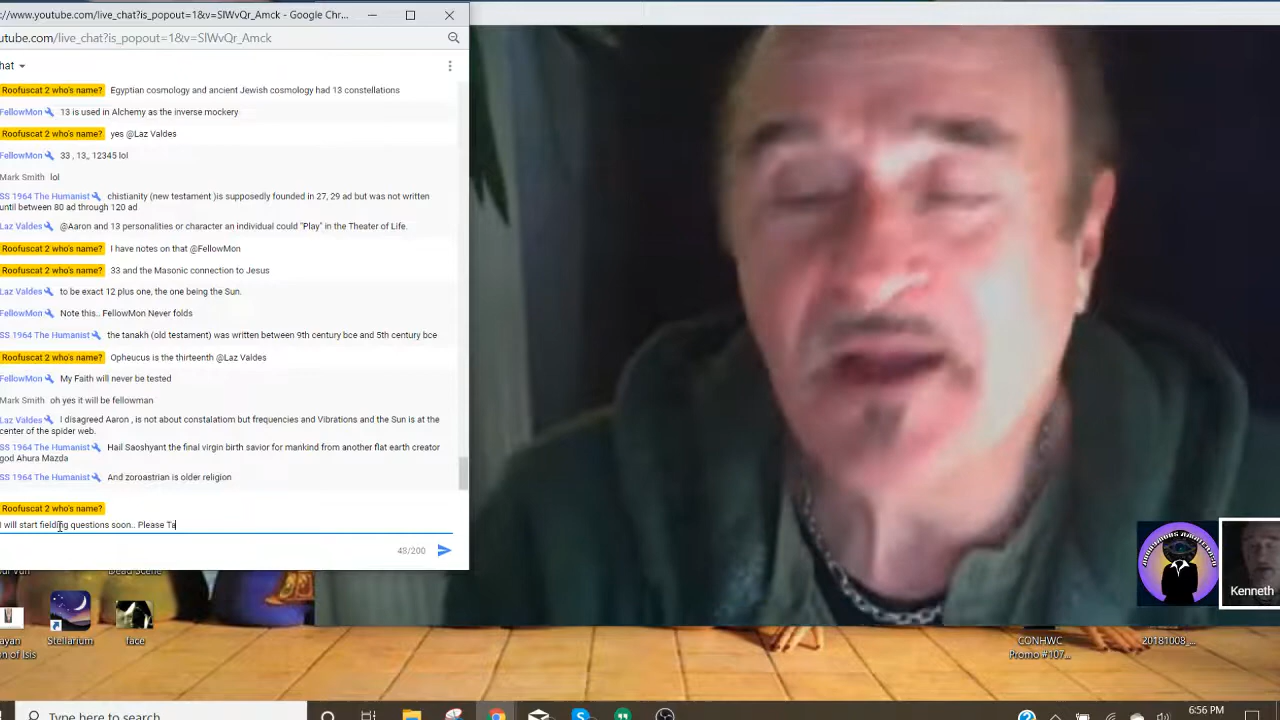 ://www.youtube.com/live_chat?is_popout=1&v=SlWvQr_Amck - Google Chr...
utube.com/live_chat?is_popout=1&v=SlWvQr_Amck
hat
Roofuscat 2 who's name? Egyptian cosmology and ancient Jewish cosmology had 13 constellations
FellowMon 13 is used in Alchemy as the inverse mockery
Roofuscat 2 who's name? yes @Laz Valdes
FellowMon 33 , 13,, 12345 lol
Mark Smith lol
SS 1964 The Humanist chistianity (new testament )is supposedly founded in 27, 29 ad but was not written
until between 80 ad through 120 ad
Laz Valdes @Aaron and 13 personalities or character an individual could "Play" in the Theater of Life.
Roofuscat 2 who's name? I have notes on that @FellowMon
Roofuscat 2 who's name? 33 and the Masonic connection to Jesus
Laz Valdes to be exact 12 plus one, the one being the Sun.
FellowMon Note this.. FellowMon Never folds
SS 1964 The Humanist the tanakh (old testament) was written between 9th century bce and 5th century bce
Roofuscat 2 who's name? Opheucus is the thirteenth @Laz Valdes
FellowMon My Faith will never be tested
Mark Smith oh yes it will be fellowman
Laz Valdes I disagreed Aaron , is not about constalatiom but frequencies and Vibrations and the Sun is at the
center of the spider web.
SS 1964 The Humanist Hail Saoshyant the final virgin birth savior for mankind from another flat earth creator
god Ahura Mazda
SS 1964 The Humanist And zoroastrian is older religion
Roofuscat 2 who's name?
I will start fielding questions soon.. Please Ta
48/200
Dead Scene
Kenneth
ayan
on of Isis
Stellarium
face
CONHWC
Promo #107...
20181008_...
Type here to search
6:56 PM